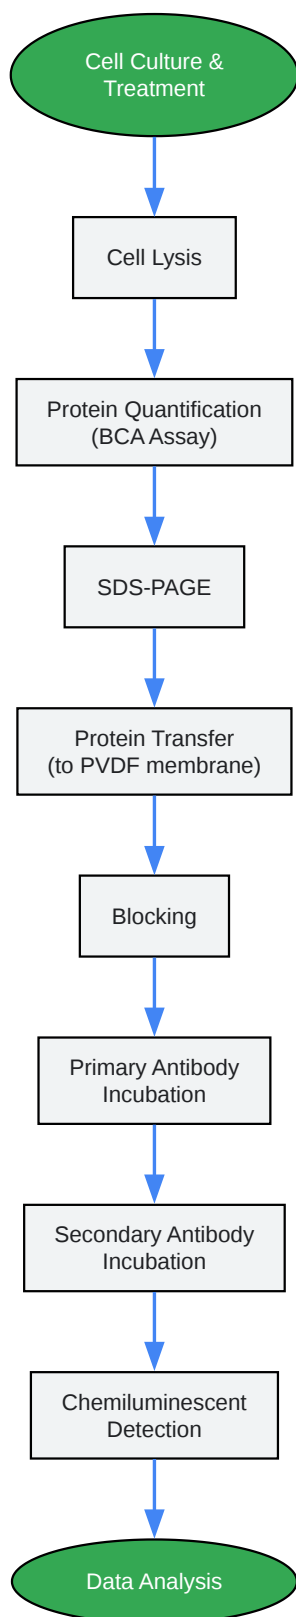 Cell Culture &
Treatment
Cell Lysis
Protein Quantification
(BCA Assay)
SDS-PAGE
Protein Transfer
(to PVDF membrane)
Blocking
Primary Antibody
Incubation
Secondary Antibody
Incubation
Chemiluminescent
Detection
Data Analysis